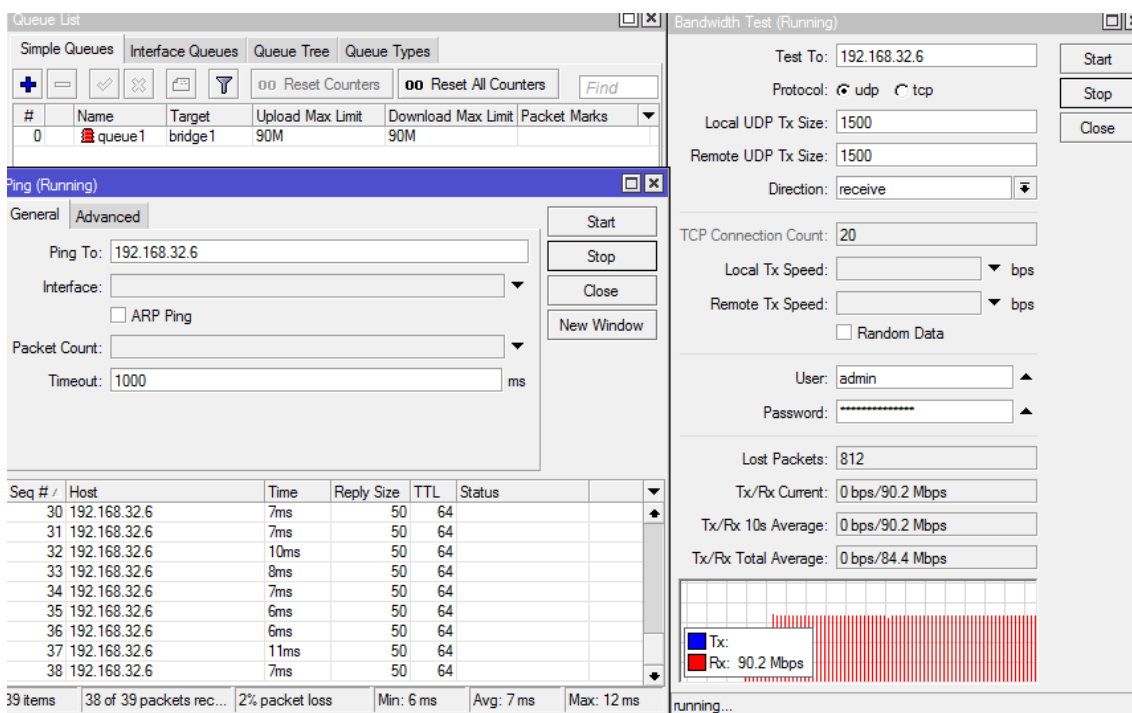 Queue List
Simple Queues Interface Queues Queue Tree Queue Types
00 Reset Counters 00 Reset All Counters Find
# Name Target Upload Max Limit Download Max Limit Packet Marks
0 queue1 bridge1 90M 90M
Ping (Running)
General Advanced
Ping To: 192.168.32.6
Interface:
ARP Ping
Packet Count:
Timeout: 1000 ms
Start
Stop
Close
New Window
Seq # / Host Time Reply Size TTL Status
30 192.168.32.6 7ms 50 64
31 192.168.32.6 7ms 50 64
32 192.168.32.6 10ms 50 64
33 192.168.32.6 8ms 50 64
34 192.168.32.6 7ms 50 64
35 192.168.32.6 6ms 50 64
36 192.168.32.6 6ms 50 64
37 192.168.32.6 11ms 50 64
38 192.168.32.6 7ms 50 64
39 items 38 of 39 packets rec... 2% packet loss Min: 6 ms Avg: 7 ms Max: 12 ms
Bandwidth Test (Running)
Test To: 192.168.32.6
Protocol: udp tcp
Local UDP Tx Size: 1500
Remote UDP Tx Size: 1500
Direction: receive
TCP Connection Count: 20
Local Tx Speed: bps
Remote Tx Speed: bps
Random Data
User: admin
Password: **************
Lost Packets: 812
Tx/Rx Current: 0 bps/90.2 Mbps
Tx/Rx 10s Average: 0 bps/90.2 Mbps
Tx/Rx Total Average: 0 bps/84.4 Mbps
Tx:
Rx: 90.2 Mbps
running...
Start
Stop
Close